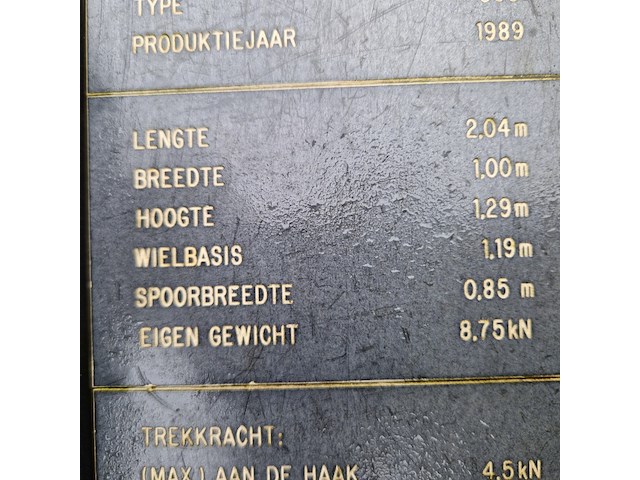 TYPE
PRODUKTIEJAAR 1989
LENGTE 2.04 m
BREEDTE 1,00 m
HOOGTE 1,29 m
WIELBASIS 1,19 m
SPOORBREEDTE 0,85 m
EIGEN GEWICHT 8,75 kN
TREKKRACHT:
(MAX.) AAN DE HAAK 4,5 kN